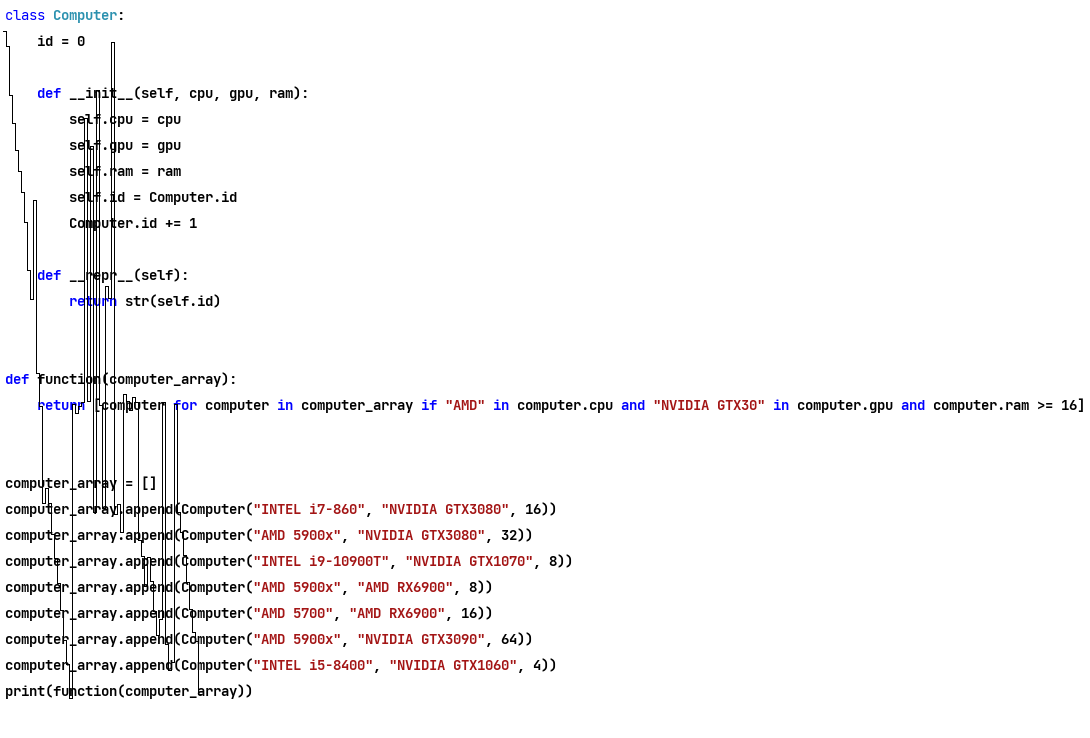 class Computer:
    id = 0
    def __init__(self, cpu, gpu, ram):
        self.cpu = cpu
        self.gpu = gpu
        self.ram = ram
        self.id = Computer.id
        Computer.id += 1
    def __repr__(self):
        return str(self.id)
def function(computer_array):
    return [computer for computer in computer_array if "AMD" in computer.cpu and "NVIDIA GTX30" in computer.gpu and computer.ram >= 16]
computer_array = []
computer_array.append(Computer("INTEL i7-860", "NVIDIA GTX3080", 16))
computer_array.append(Computer("AMD 5900x", "NVIDIA GTX3080", 32))
computer_array.append(Computer("INTEL i9-10900T", "NVIDIA GTX1070", 8))
computer_array.append(Computer("AMD 5900x", "AMD RX6900", 8))
computer_array.append(Computer("AMD 5700", "AMD RX6900", 16))
computer_array.append(Computer("AMD 5900x", "NVIDIA GTX3090", 64))
computer_array.append(Computer("INTEL i5-8400", "NVIDIA GTX1060", 4))
print(function(computer_array))